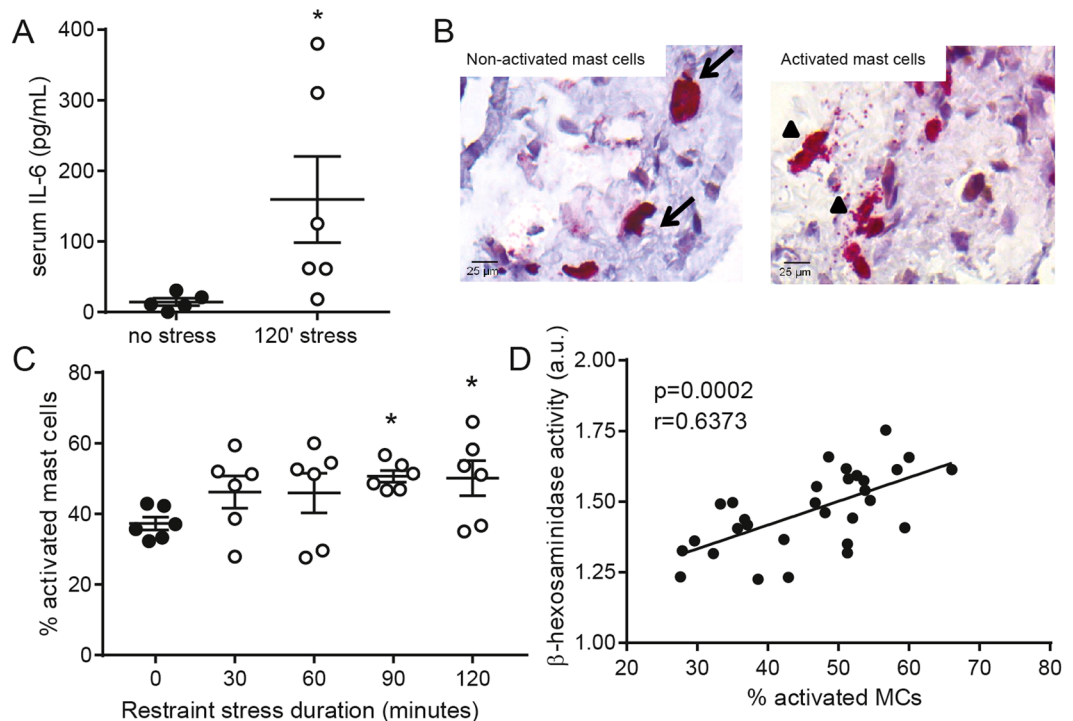 A
*
400
300
200
100
0
serum IL-6 (pg/mL)
no stress
120' stress
B
Non-activated mast cells
25 µm
Activated mast cells
25 µm
C
80
60
40
20
0
% activated mast cells
*
*
0 30 60 90 120
Restraint stress duration (minutes)
D
2.00
1.75
1.50
1.25
1.00
β-hexosaminidase activity (a.u.)
p=0.0002
r=0.6373
20 30 40 50 60 70 80
% activated MCs